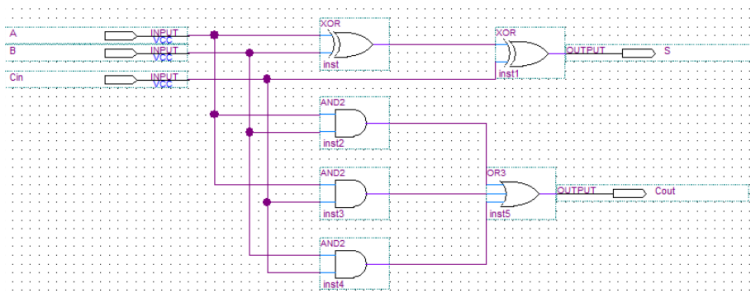 A
INPUT
VCC
B
INPUT
VCC
Cin
INPUT
VCC
XOR
inst
XOR
inst1
OUTPUT
S
AND2
inst2
AND2
inst3
AND2
inst4
OR3
inst5
OUTPUT
Cout